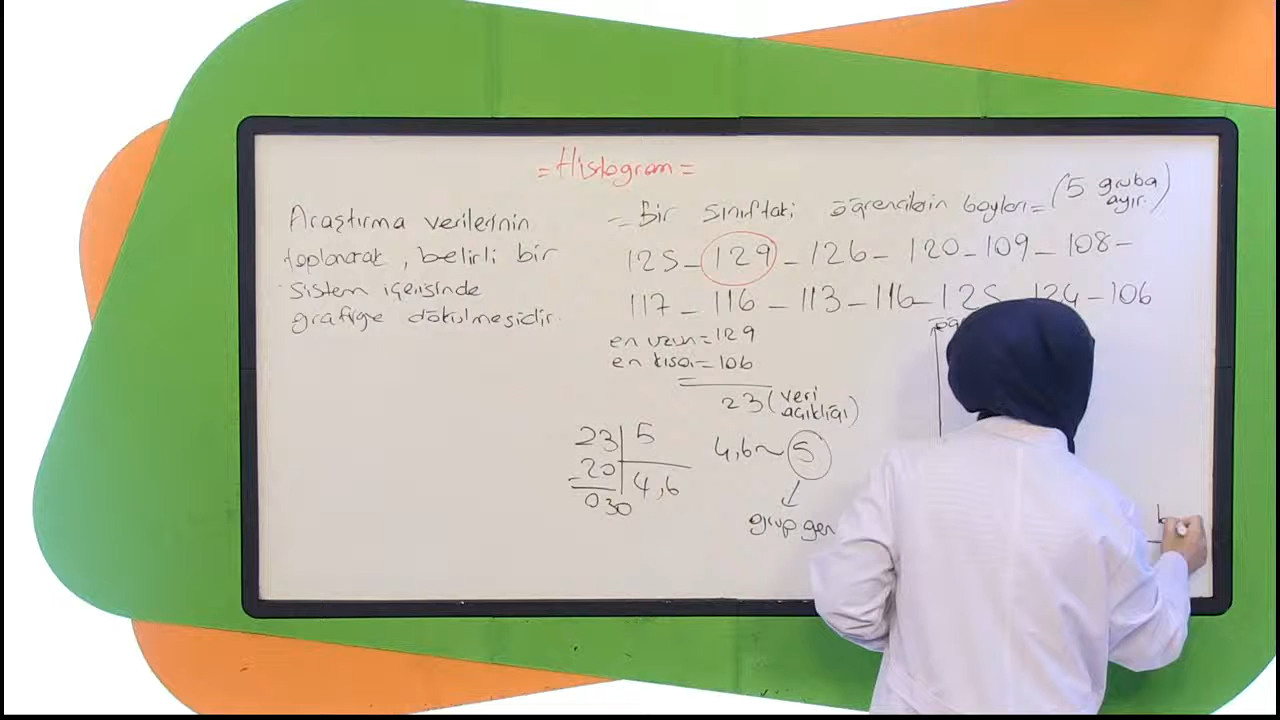 = Histogram =
Araştırma verilerinin
toplanarak, belirli bir
sistem içerisinde
grafiğe dökülmesidir.
= Bir sınıftaki öğrencilerin boyları = (5 gruba ayır.)
125 - 129 - 126 - 120 - 109 - 108 -
117 - 116 - 113 - 116 - 125 - 124 - 106
en uzun = 129
en kısa = 106
23 (veri açıklığı)
23 | 5
- 20 | 4,6
030
4,6 ~ 5
grup gen